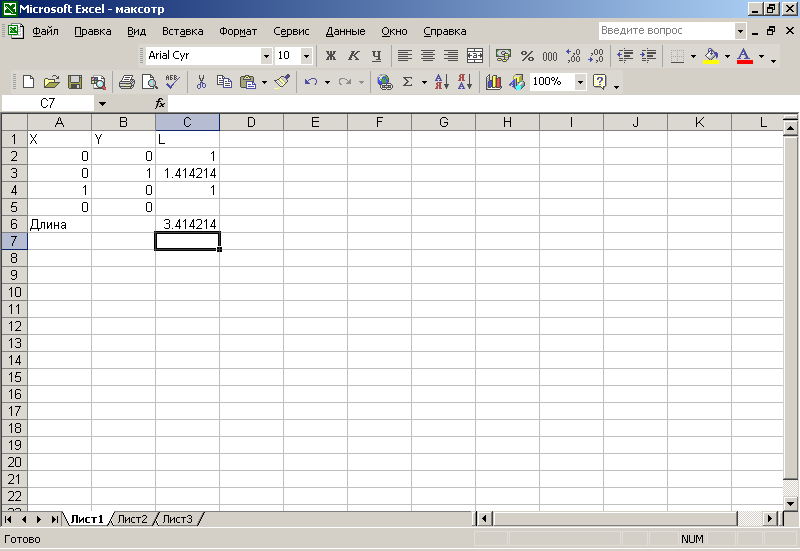 Microsoft Excel - максотр
Файл Правка Вид Вставка Формат Сервис Данные Окно Справка Введите вопрос
Arial Cyr 10 Ж К Ч % 000
100%
C7 fx
A B C D E F G H I J K L
1 X Y L
2 0 0 1
3 0 1 1.414214
4 1 0 1
5 0 0
6 Длина 3.414214
7
8
9
10
11
12
13
14
15
16
17
18
19
20
21
22
Лист1 Лист2 Лист3
Готово NUM